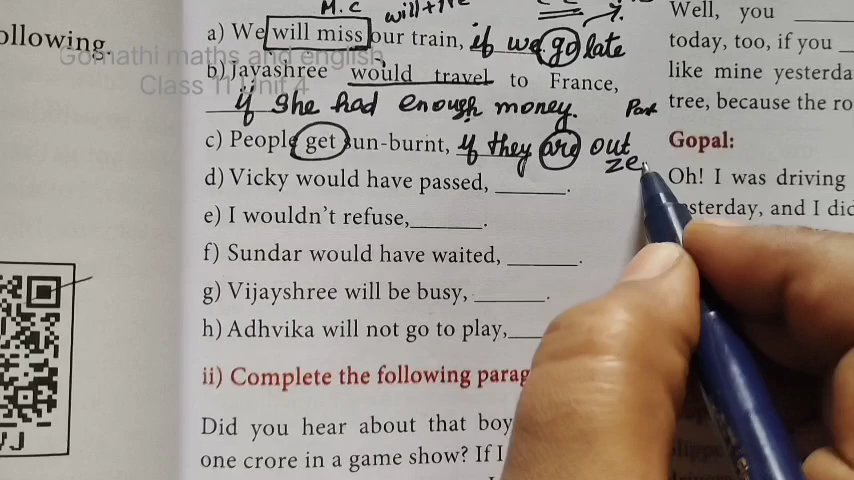 ollowing.
M.C will+
a) We will miss our train, if we go late
Gomathi maths and english
Class 11 Unit 4
b) Jayashree would travel to France,
if she had enough money.
Past
c) People get sun-burnt, if they are out
ze
d) Vicky would have passed, ______.
e) I wouldn't refuse,______.
f) Sundar would have waited, ______.
g) Vijayshree will be busy, ______.
h) Adhvika will not go to play,___
ii) Complete the following parag
Did you hear about that boy
one crore in a game show? If I
Well, you ______
today, too, if you
like mine yesterda
tree, because the ro
Gopal:
Oh! I was driving
sterday, and I did